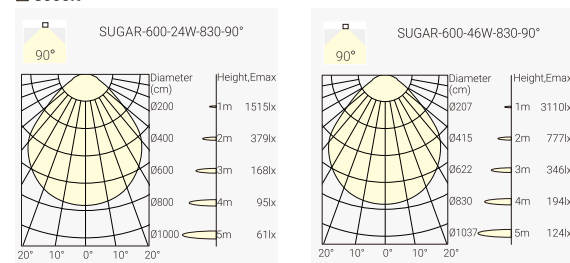 SUGAR-600-24W-830-90°
90°
Diameter (cm) Height,Emax
Ø200 1m 1515lx
Ø400 2m 379lx
Ø600 3m 168lx
Ø800 4m 95lx
Ø1000 5m 61lx
20° 10° 0° 10° 20°
SUGAR-600-46W-830-90°
90°
Diameter (cm) Height,Emax
Ø207 1m 3110lx
Ø415 2m 777lx
Ø622 3m 346lx
Ø830 4m 194lx
Ø1037 5m 124lx
20° 10° 0° 10° 20°